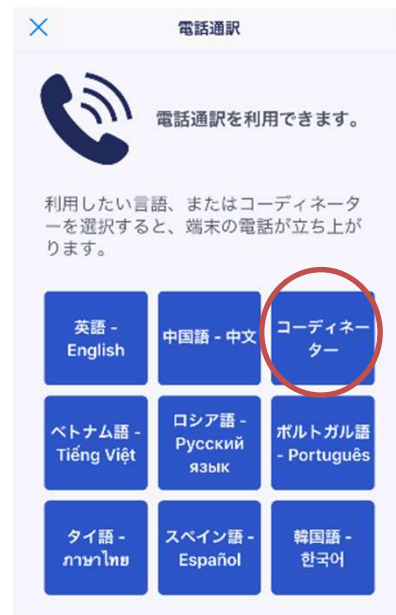 電話通訳
電話通訳を利用できます。
利用したい言語、またはコーディネータ
ーを選択すると、端末の電話が立ち上が
ります。
英語 -
English
中国語 - 中文
コーディネー
ター
ベトナム語 -
Tiếng Việt
ロシア語 -
Русский
язык
ポルトガル語
- Português
タイ語 -
ภาษาไทย
スペイン語 -
Español
韓国語 -
한국어